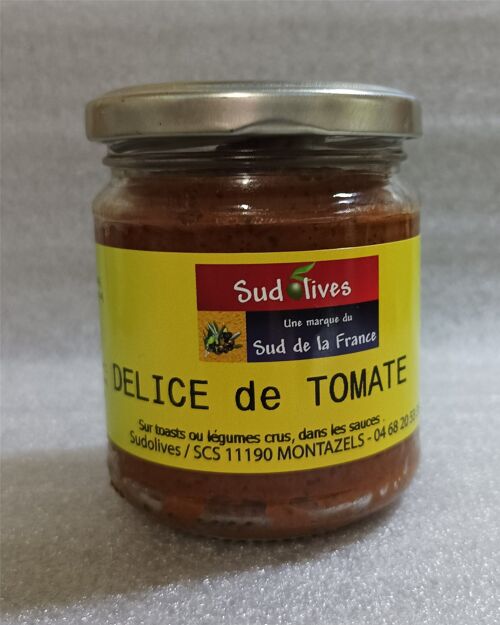 Sud Olives
Une marque du
Sud de la France
DELICE de TOMATE
Sur toasts ou légumes crus, dans les sauces
Sudolives / SCS 11190 MONTAZELS - 04 68 20